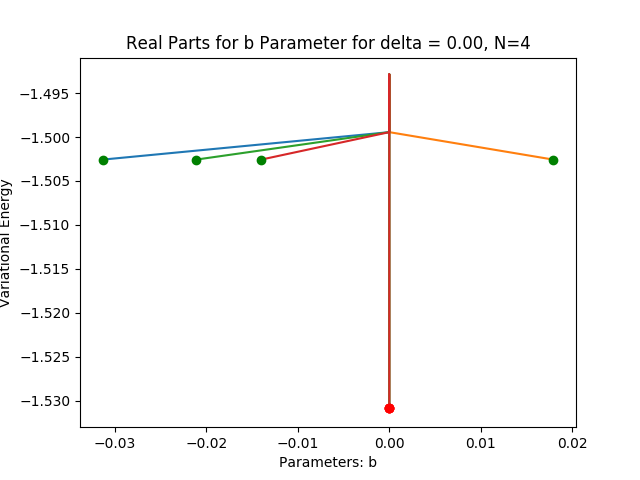 Real Parts for b Parameter for delta = 0.00, N=4
Variational Energy
−1.495
−1.500
−1.505
−1.510
−1.515
−1.520
−1.525
−1.530
−0.03 −0.02 −0.01 0.00 0.01 0.02
Parameters: b